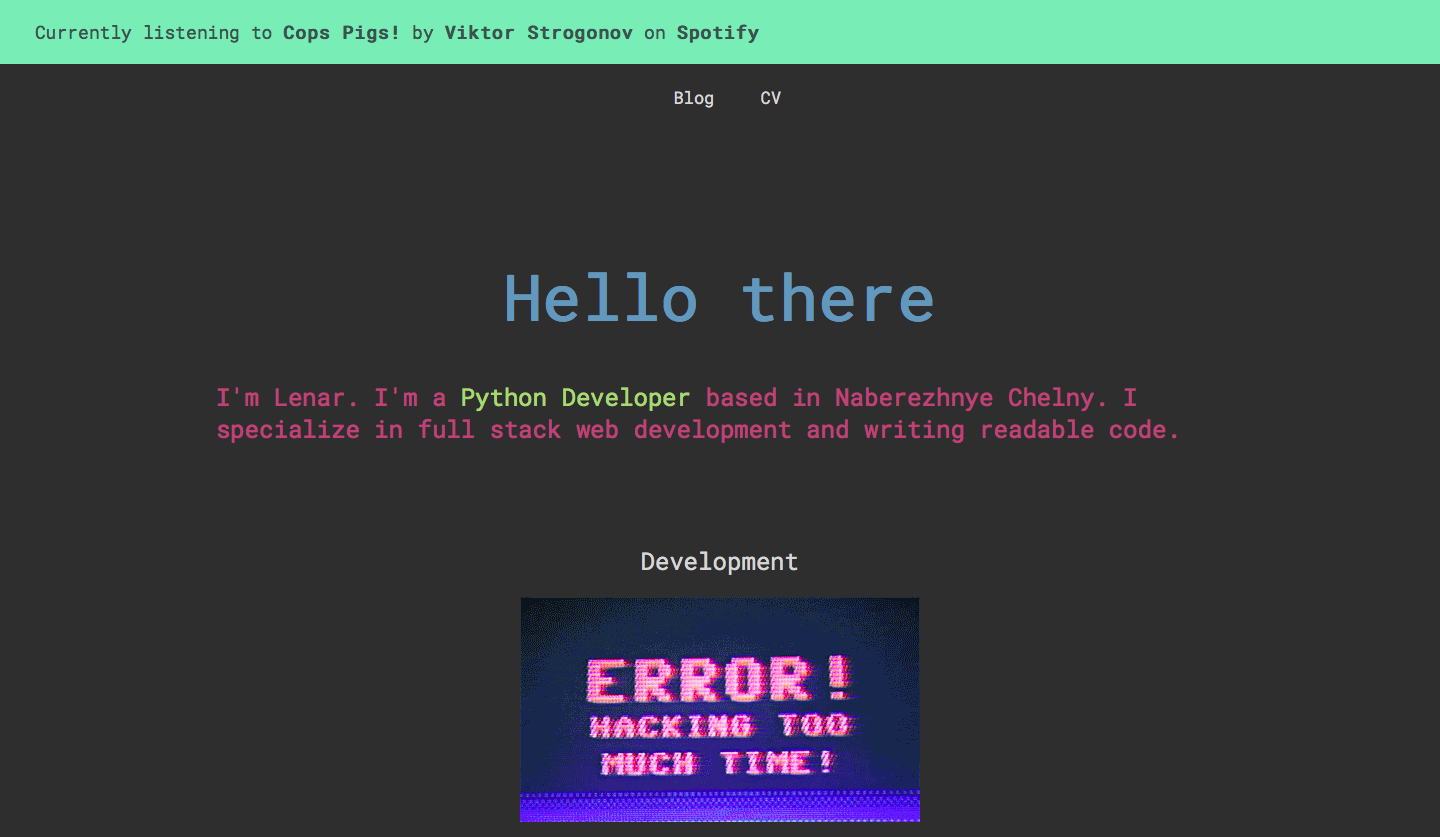 Currently listening to Cops Pigs! by Viktor Strogonov on Spotify
Blog CV
Hello there
I'm Lenar. I'm a Python Developer based in Naberezhnye Chelny. I
specialize in full stack web development and writing readable code.
Development
ERROR!
HACKING TOO
MUCH TIME!